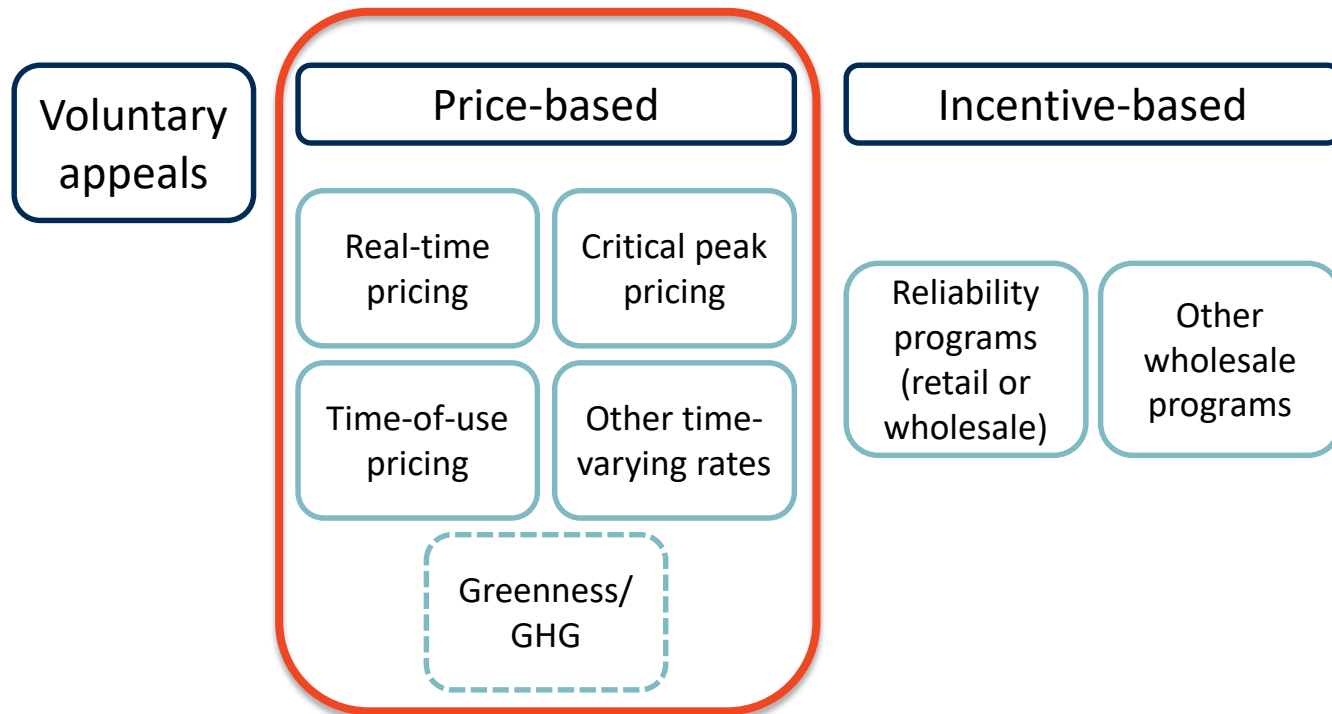 Voluntary
appeals
Price-based
Incentive-based
Real-time
pricing
Critical peak
pricing
Time-of-use
pricing
Other time-
varying rates
Greenness/
GHG
Reliability
programs
(retail or
wholesale)
Other
wholesale
programs